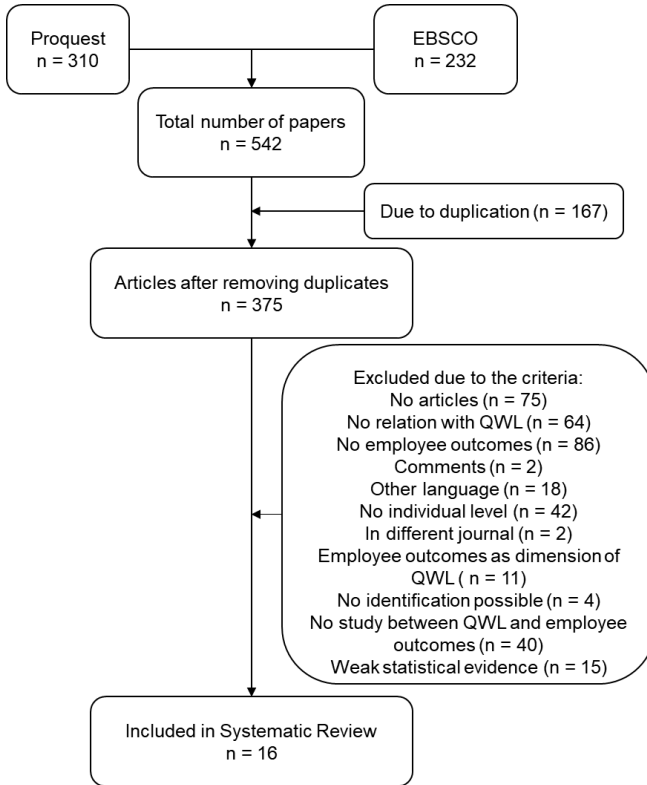 Proquest
n = 310
EBSCO
n = 232
Total number of papers
n = 542
Due to duplication (n = 167)
Articles after removing duplicates
n = 375
Excluded due to the criteria:
No articles (n = 75)
No relation with QWL (n = 64)
No employee outcomes (n = 86)
Comments (n = 2)
Other language (n = 18)
No individual level (n = 42)
In different journal (n = 2)
Employee outcomes as dimension of
QWL ( n = 11)
No identification possible (n = 4)
No study between QWL and employee
outcomes (n = 40)
Weak statistical evidence (n = 15)
Included in Systematic Review
n = 16